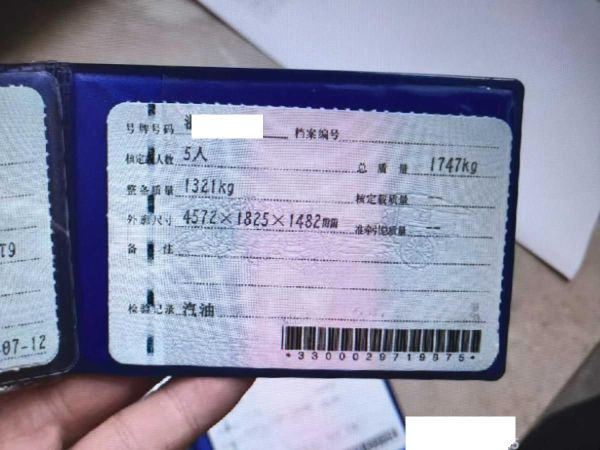 号牌号码 浙 档案编号
核定载人数 5人 总质量 1747kg
整备质量 1321kg 核定载质量 --
外廓尺寸 4572×1825×1482mm 准牵引总质量 --
备注
检验记录 汽油
*3300029719975*
T9
07-12